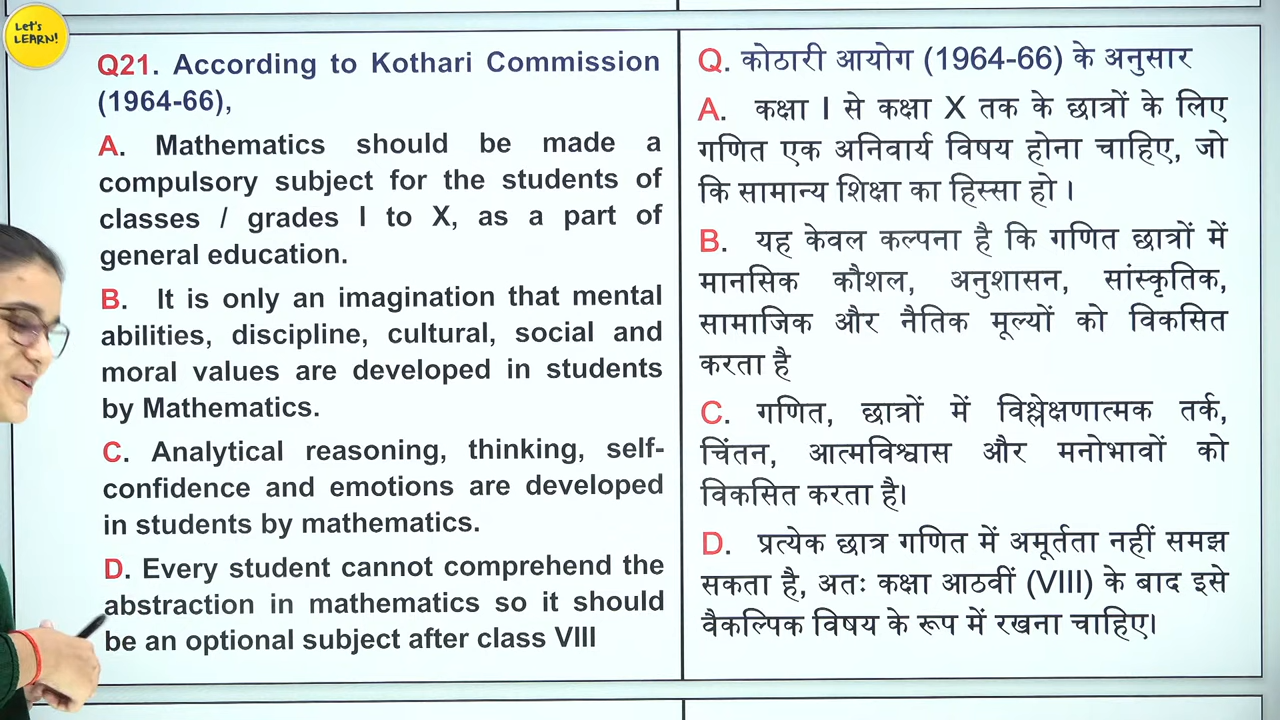 Let's
LEARN!
Q21. According to Kothari Commission
(1964-66),
A. Mathematics should be made a
compulsory subject for the students of
classes / grades I to X, as a part of
general education.
B. It is only an imagination that mental
abilities, discipline, cultural, social and
moral values are developed in students
by Mathematics.
C. Analytical reasoning, thinking, self-
confidence and emotions are developed
in students by mathematics.
D. Every student cannot comprehend the
abstraction in mathematics so it should
be an optional subject after class VIII
Q. कोठारी आयोग (1964-66) के अनुसार
A. कक्षा I से कक्षा X तक के छात्रों के लिए
गणित एक अनिवार्य विषय होना चाहिए, जो
कि सामान्य शिक्षा का हिस्सा हो ।
B. यह केवल कल्पना है कि गणित छात्रों में
मानसिक कौशल, अनुशासन, सांस्कृतिक,
सामाजिक और नैतिक मूल्यों को विकसित
करता है
C. गणित, छात्रों में विश्लेषणात्मक तर्क,
चिंतन, आत्मविश्वास और मनोभावों को
विकसित करता है।
D. प्रत्येक छात्र गणित में अमूर्तता नहीं समझ
सकता है, अतः कक्षा आठवीं (VIII) के बाद इसे
वैकल्पिक विषय के रूप में रखना चाहिए।